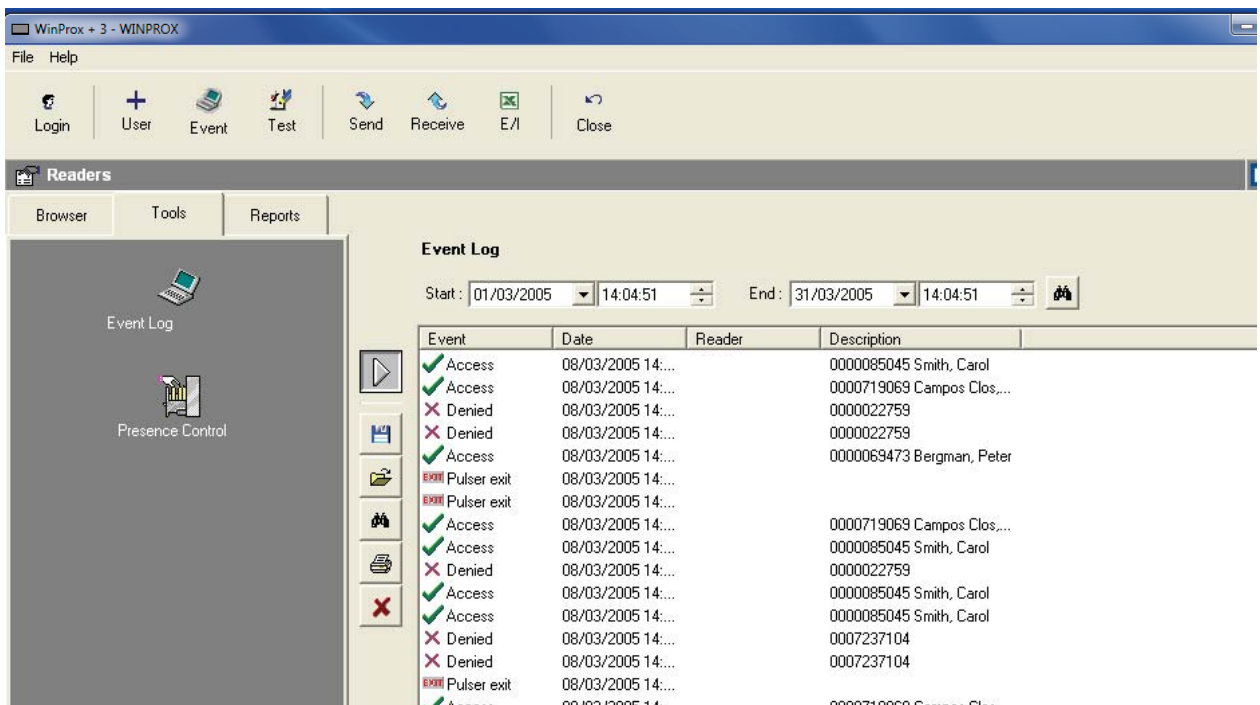 WinProx + 3 - WINPROX
File Help
Login User Event Test Send Receive E/I Close
Readers
Browser Tools Reports
Event Log
Start : 01/03/2005 14:04:51 End : 31/03/2005 14:04:51
Event Log
Presence Control
Event Date Reader Description
Access 08/03/2005 14:... 0000085045 Smith, Carol
Access 08/03/2005 14:... 0000719069 Campos Clos,...
Denied 08/03/2005 14:... 0000022759
Denied 08/03/2005 14:... 0000022759
Access 08/03/2005 14:... 0000069473 Bergman, Peter
EXIT Pulser exit 08/03/2005 14:...
EXIT Pulser exit 08/03/2005 14:...
Access 08/03/2005 14:... 0000719069 Campos Clos,...
Access 08/03/2005 14:... 0000085045 Smith, Carol
Denied 08/03/2005 14:... 0000022759
Access 08/03/2005 14:... 0000085045 Smith, Carol
Access 08/03/2005 14:... 0000085045 Smith, Carol
Denied 08/03/2005 14:... 0007237104
Denied 08/03/2005 14:... 0007237104
EXIT Pulser exit 08/03/2005 14:...